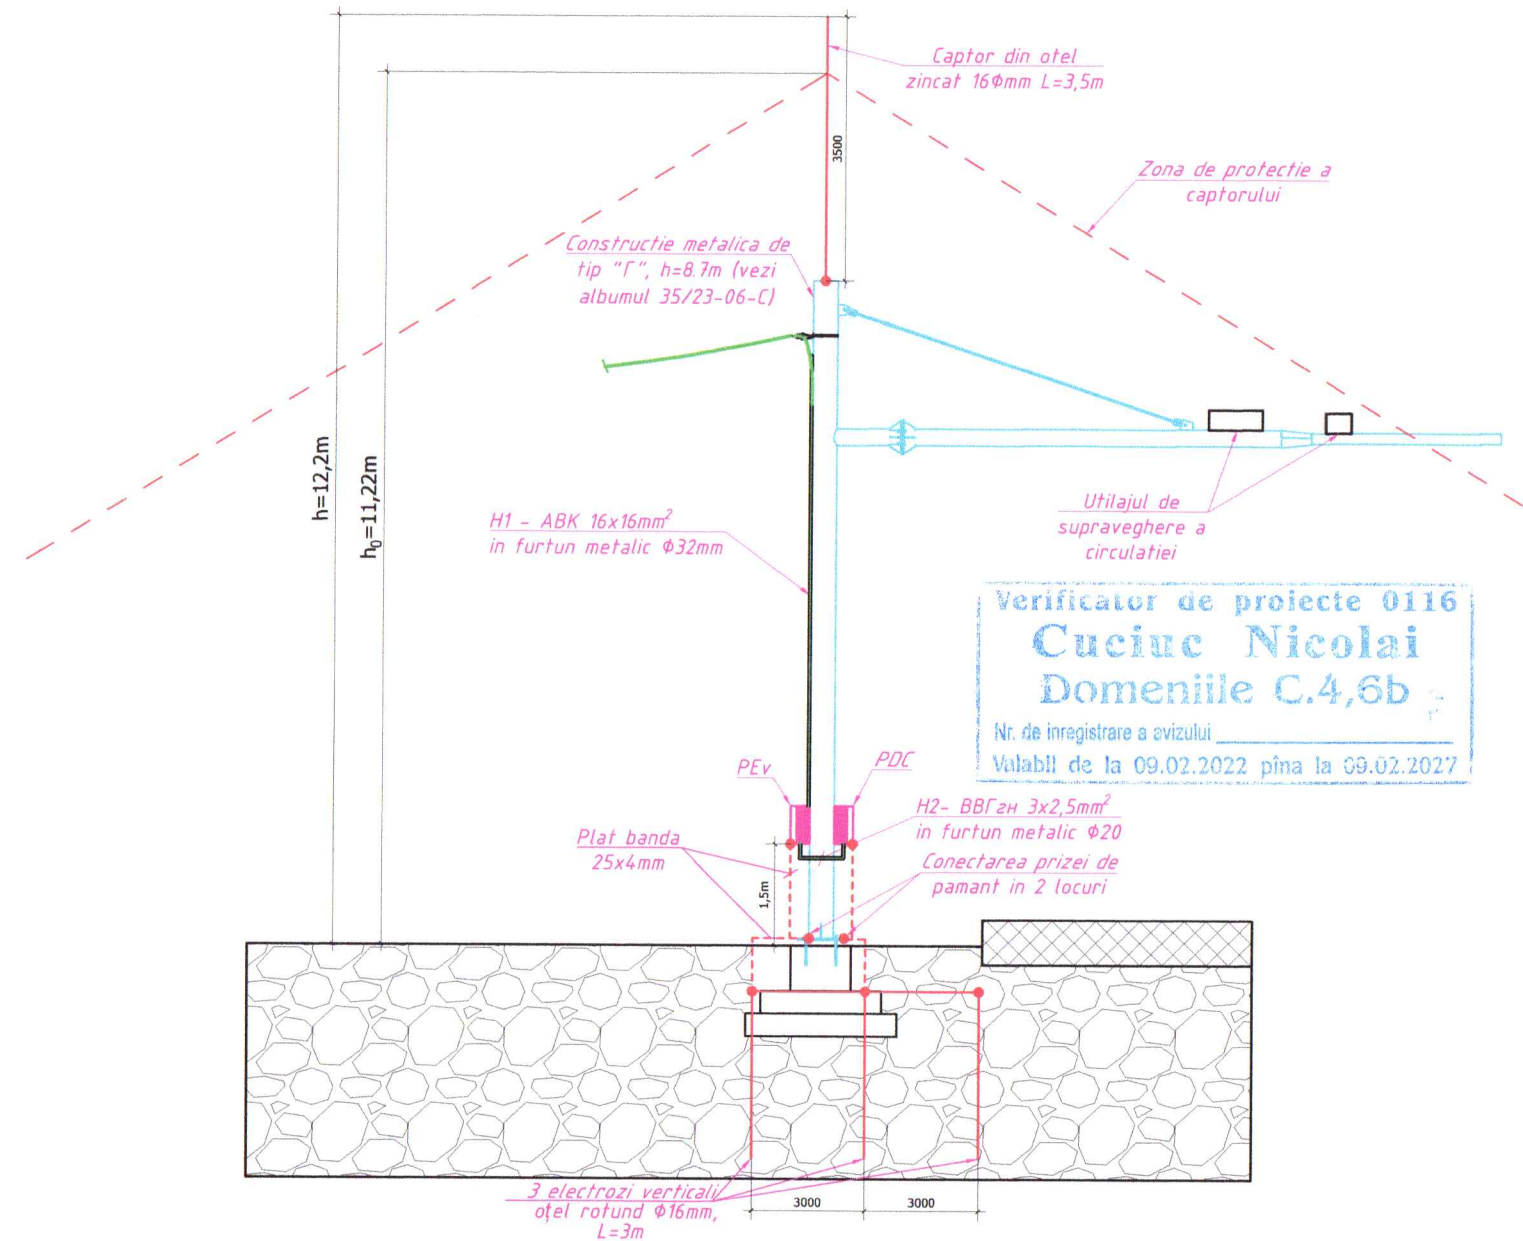 Captor din otel
zincat 16Φmm L=3,5m
3500
Zona de protectie a
captorului
Constructie metalica de
tip "Г", h=8.7m (vezi
albumul 35/23-06-C)
h=12,2m
h₀=11,22m
H1 - ABK 16x16mm²
in furtun metalic Φ32mm
Utilajul de
supraveghere a
circulatiei
Verificator de proiecte 0116
Cuciuc Nicolai
Domeniile C.4,6b
Nr. de inregistrare a avizului
Valabil de la 09.02.2022 pîna la 09.02.2027
PEv
PDC
H2- ВВГгн 3x2,5mm²
in furtun metalic Φ20
Plat banda
25x4mm
Conectarea prizei de
pamant in 2 locuri
1,5m
3 electrozi verticali
oțel rotund Φ16mm,
L=3m
3000
3000